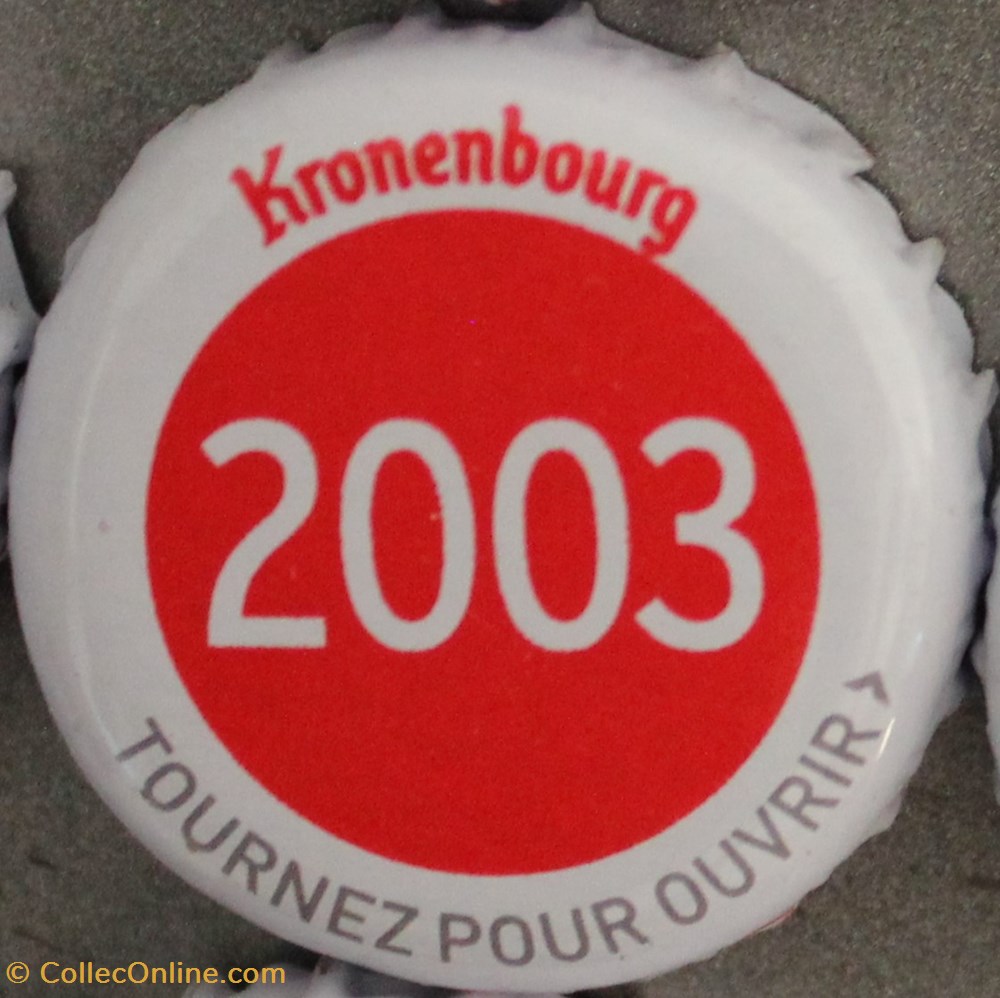 Kronenbourg
2003
TOURNEZ POUR OUVRIR >
© CollecOnline.com